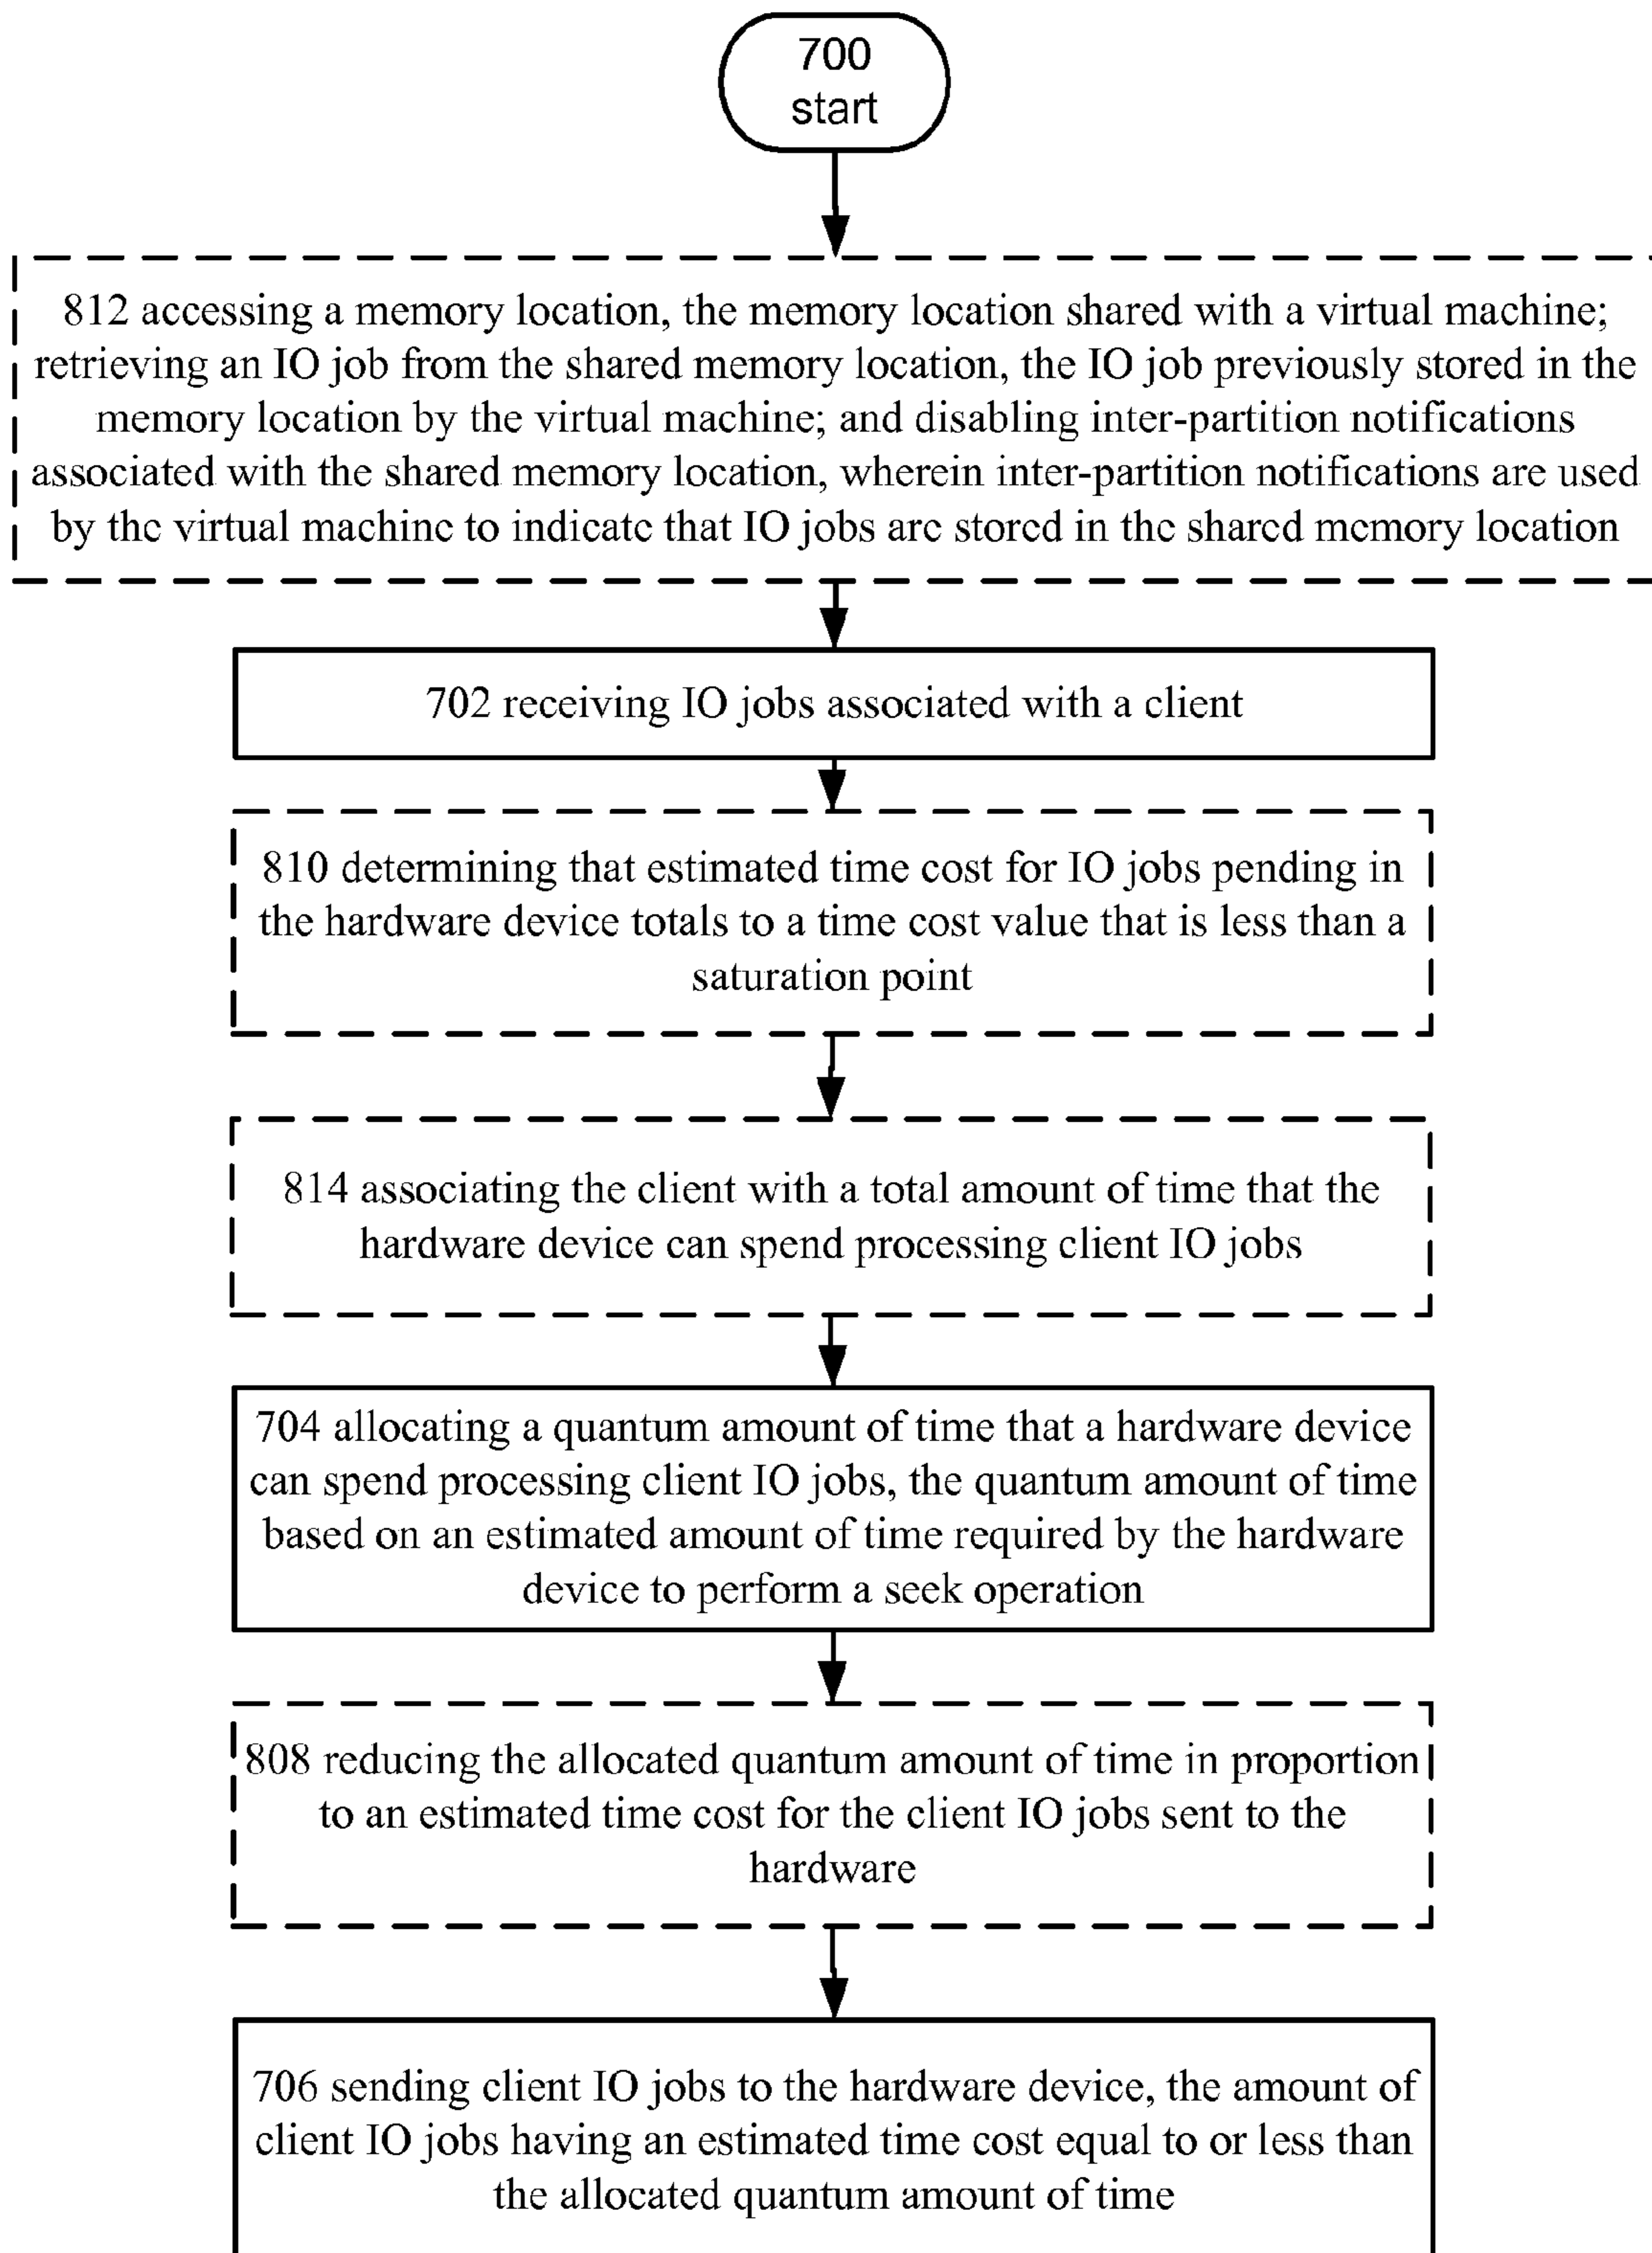 700
start
812 accessing a memory location, the memory location shared with a virtual machine;
retrieving an IO job from the shared memory location, the IO job previously stored in the
memory location by the virtual machine; and disabling inter-partition notifications
associated with the shared memory location, wherein inter-partition notifications are used
by the virtual machine to indicate that IO jobs are stored in the shared memory location
702 receiving IO jobs associated with a client
810 determining that estimated time cost for IO jobs pending in
the hardware device totals to a time cost value that is less than a
saturation point
814 associating the client with a total amount of time that the
hardware device can spend processing client IO jobs
704 allocating a quantum amount of time that a hardware device
can spend processing client IO jobs, the quantum amount of time
based on an estimated amount of time required by the hardware
device to perform a seek operation
808 reducing the allocated quantum amount of time in proportion
to an estimated time cost for the client IO jobs sent to the
hardware
706 sending client IO jobs to the hardware device, the amount of
client IO jobs having an estimated time cost equal to or less than
the allocated quantum amount of time